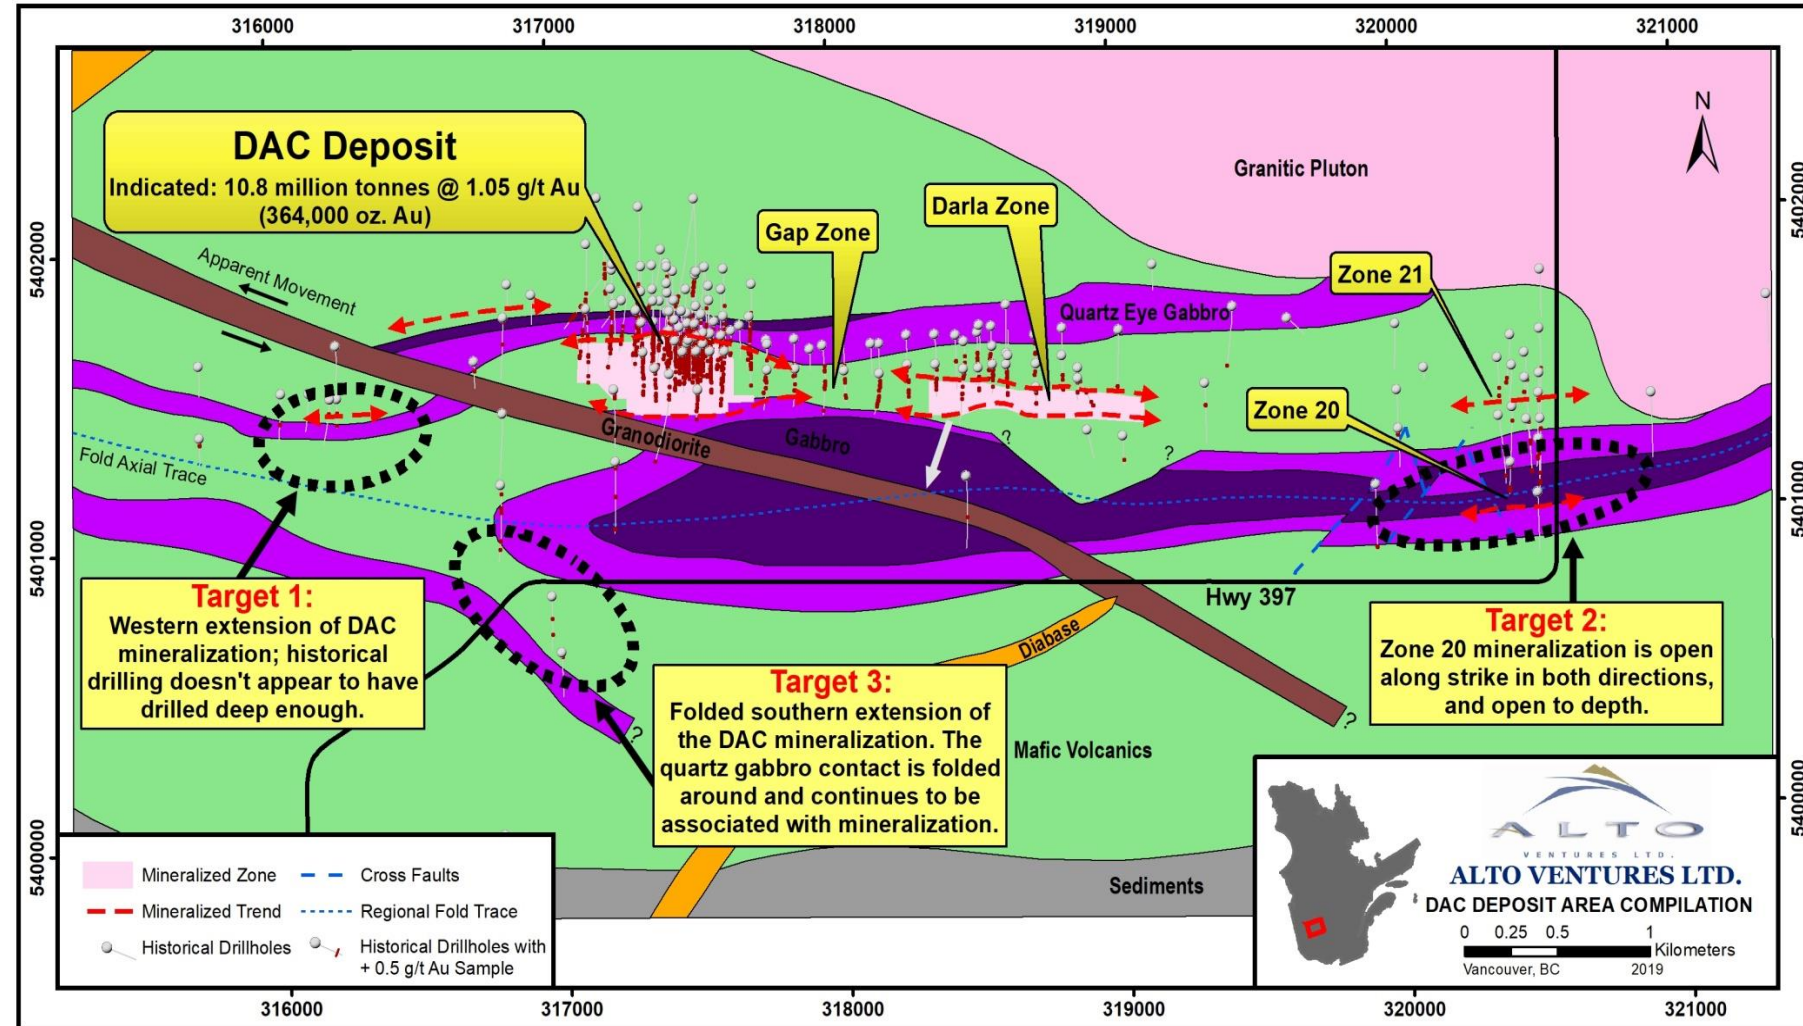 316000
317000
318000
319000
320000
321000
5402000
5401000
5400000
5402000
5401000
5400000
N
Granitic Pluton
DAC Deposit
Indicated: 10.8 million tonnes @ 1.05 g/t Au
(364,000 oz. Au)
Gap Zone
Darla Zone
Zone 21
Zone 20
Apparent Movement
Quartz Eye Gabbro
Fold Axial Trace
Granodiorite
Gabbro
?
?
Hwy 397
Diabase
Mafic Volcanics
?
?
Sediments
Target 1:
Western extension of DAC
mineralization; historical
drilling doesn't appear to have
drilled deep enough.
Target 3:
Folded southern extension of
the DAC mineralization. The
quartz gabbro contact is folded
around and continues to be
associated with mineralization.
Target 2:
Zone 20 mineralization is open
along strike in both directions,
and open to depth.
Mineralized Zone
Mineralized Trend
Historical Drillholes
Cross Faults
Regional Fold Trace
Historical Drillholes with
+ 0.5 g/t Au Sample
ALTO
VENTURES LTD.
ALTO VENTURES LTD.
DAC DEPOSIT AREA COMPILATION
0 0.25 0.5 1
Kilometers
Vancouver, BC 2019
316000
317000
318000
319000
320000
321000